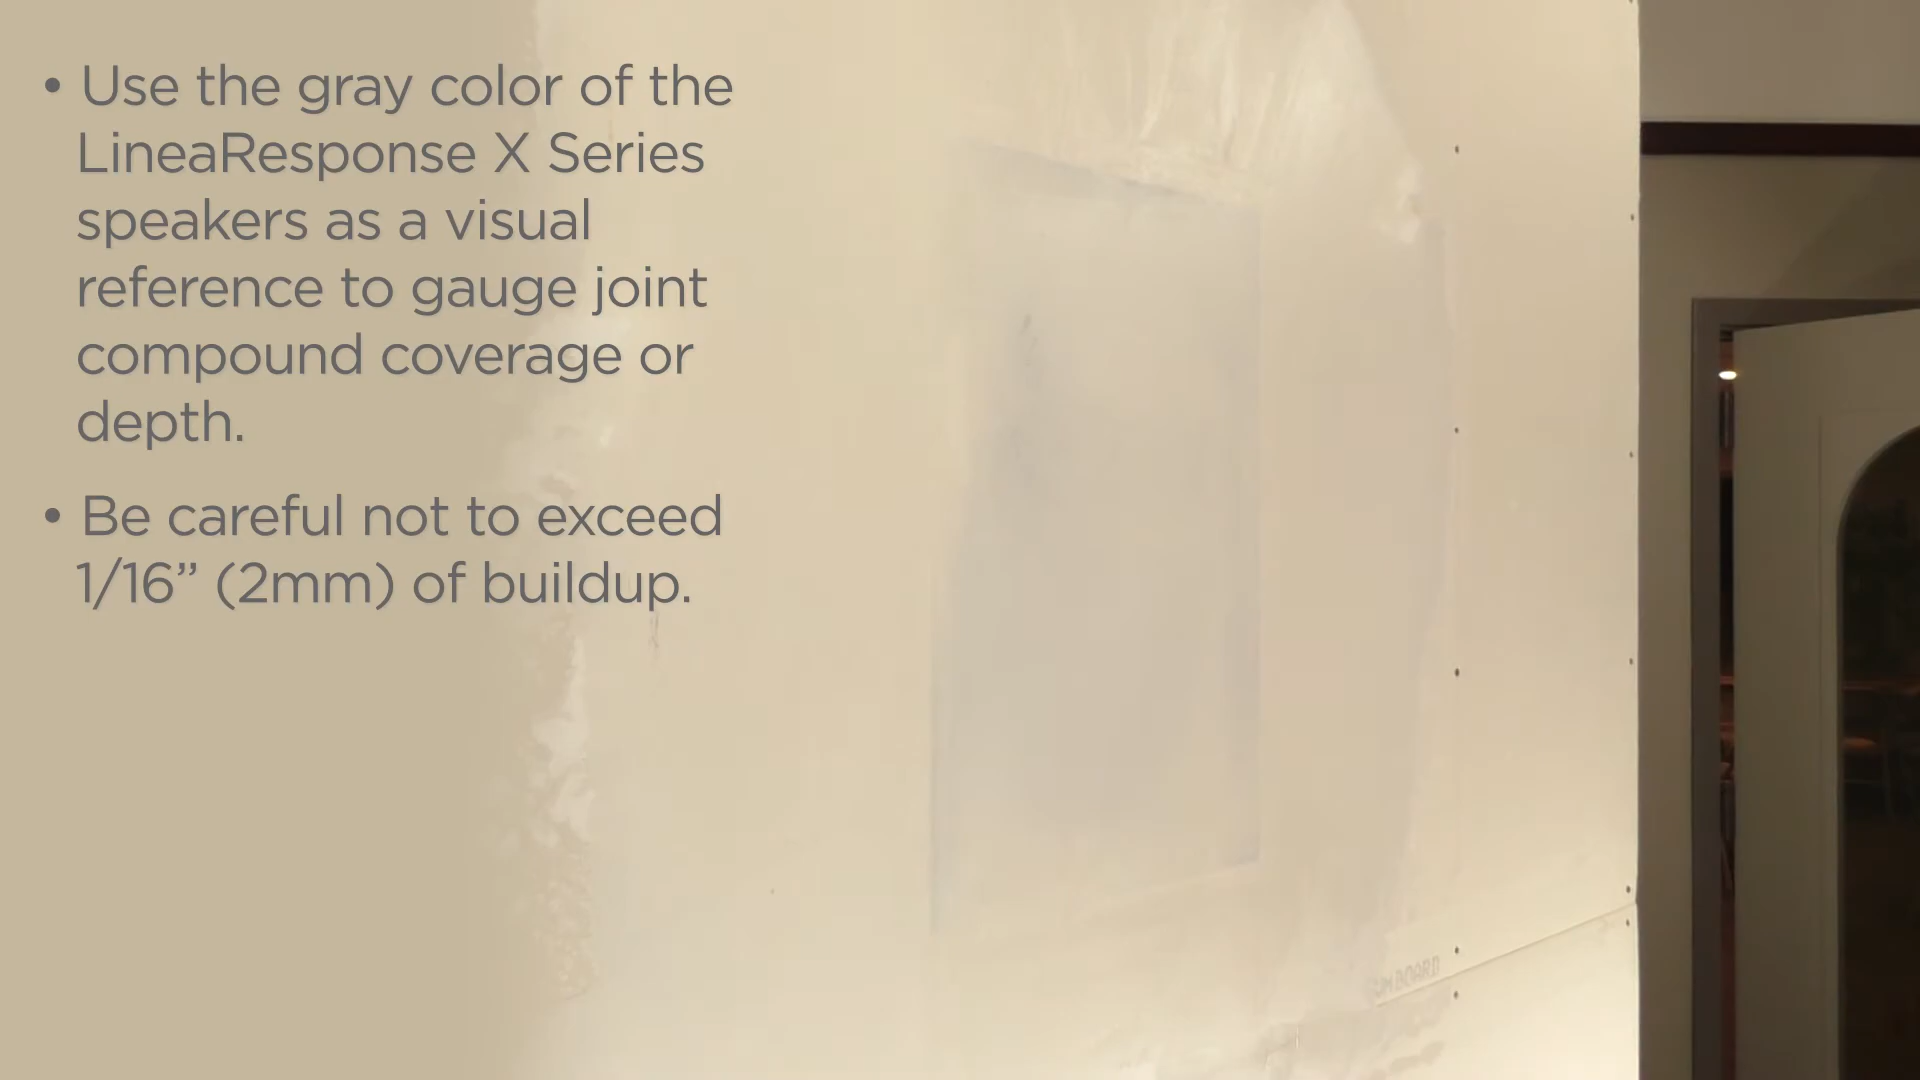 • Use the gray color of the
LineaResponse X Series
speakers as a visual
reference to gauge joint
compound coverage or
depth.
• Be careful not to exceed
1/16” (2mm) of buildup.
BOARD